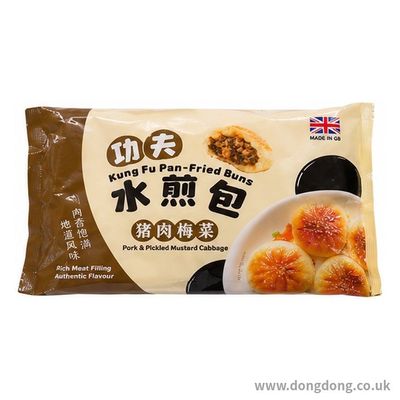 MADE IN GB
功夫
Kung Fu Pan-Fried Buns
水煎包
猪肉梅菜
Pork & Pickled Mustard Cabbage
肉香饱满
地道风味
Rich Meat Filling
Authentic Flavour
www.dongdong.co.uk